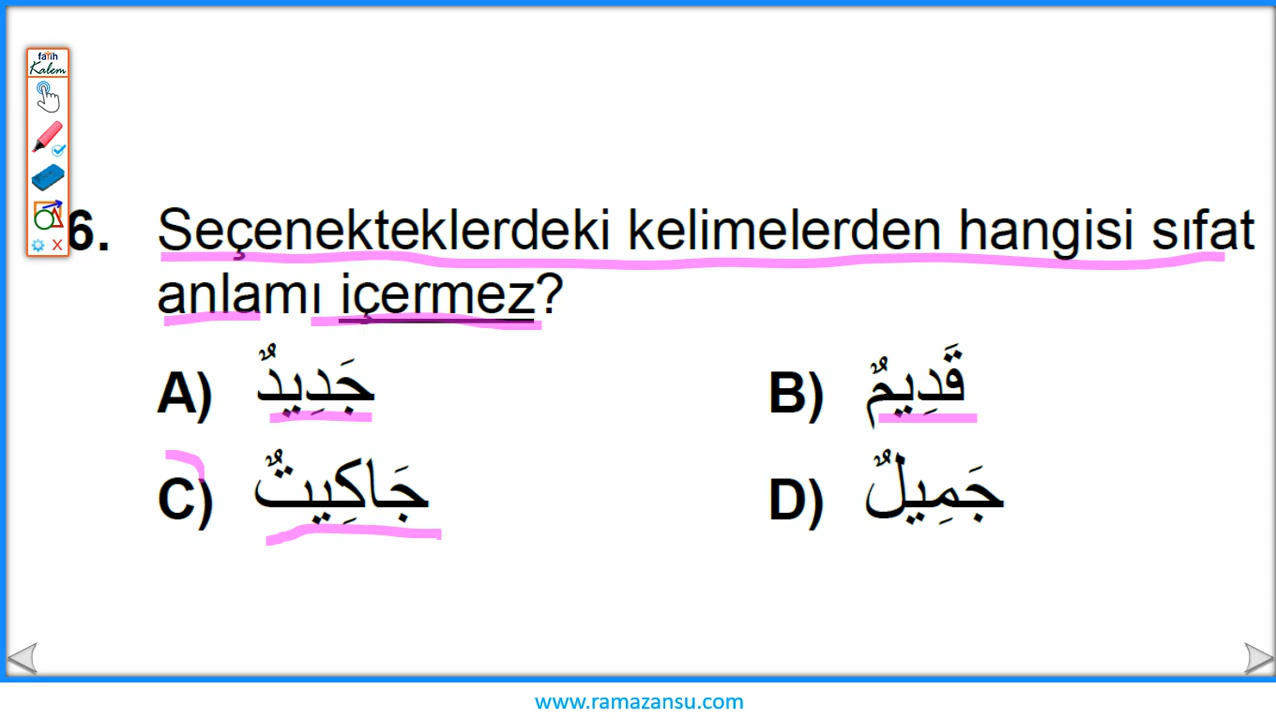 fatih
Kalem
6. Seçenekteklerdeki kelimelerden hangisi sıfat
anlamı içermez?
A) جَدِيدٌ B) قَدِيمٌ
C) جَاكِيتٌ D) جَمِيلٌ
www.ramazansu.com